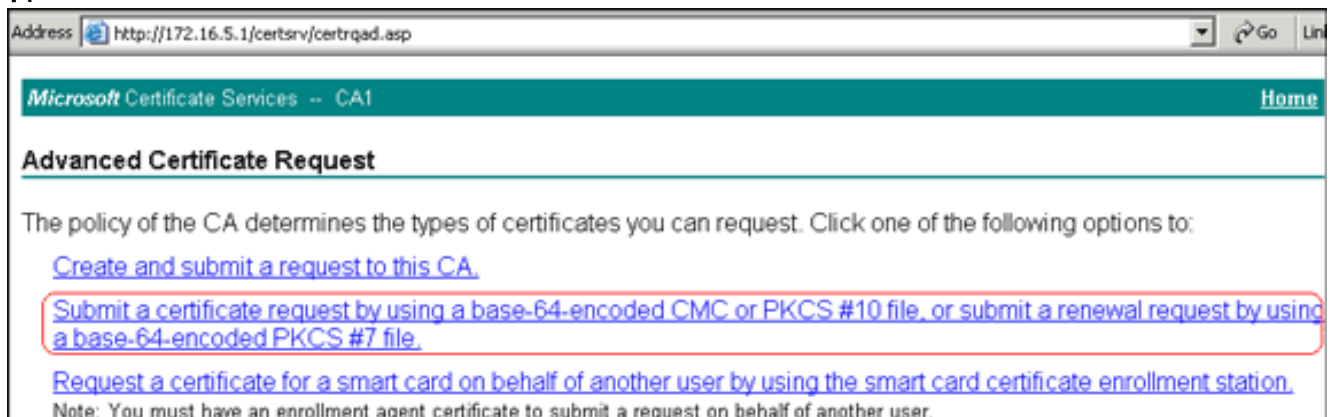 Address http://172.16.5.1/certsrv/certrqad.asp Go
Microsoft Certificate Services -- CA1 Home
Advanced Certificate Request
The policy of the CA determines the types of certificates you can request. Click one of the following options to:
Create and submit a request to this CA.
Submit a certificate request by using a base-64-encoded CMC or PKCS #10 file, or submit a renewal request by using
a base-64-encoded PKCS #7 file.
Request a certificate for a smart card on behalf of another user by using the smart card certificate enrollment station.
Note: You must have an enrollment agent certificate to submit a request on behalf of another user.